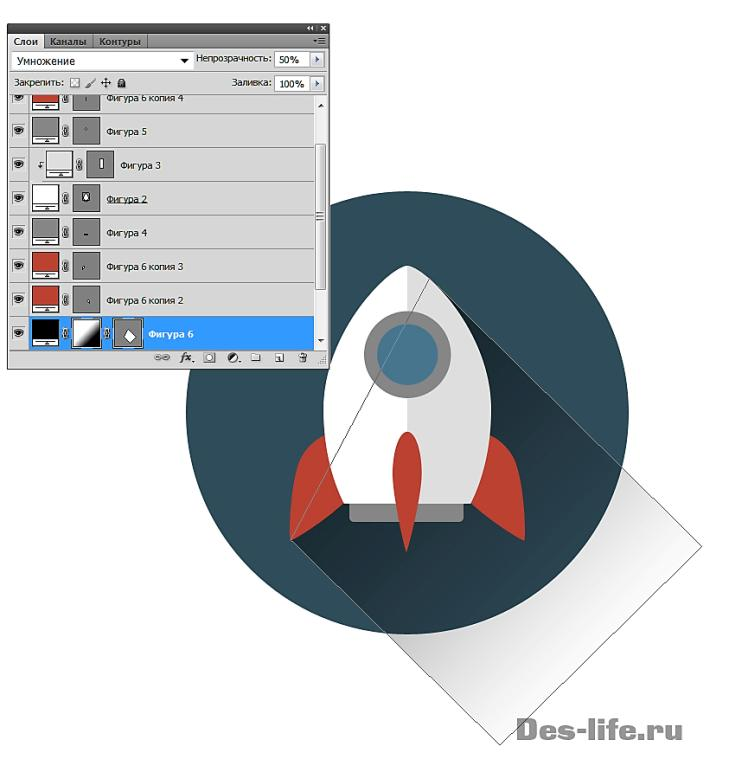 Слои Каналы Контуры
Умножение Непрозрачность: 50%
Закрепить: Заливка: 100%
Фигура 6 копия 4
Фигура 5
Фигура 3
Фигура 2
Фигура 4
Фигура 6 копия 3
Фигура 6 копия 2
Фигура 6
fx.
Des-life.ru